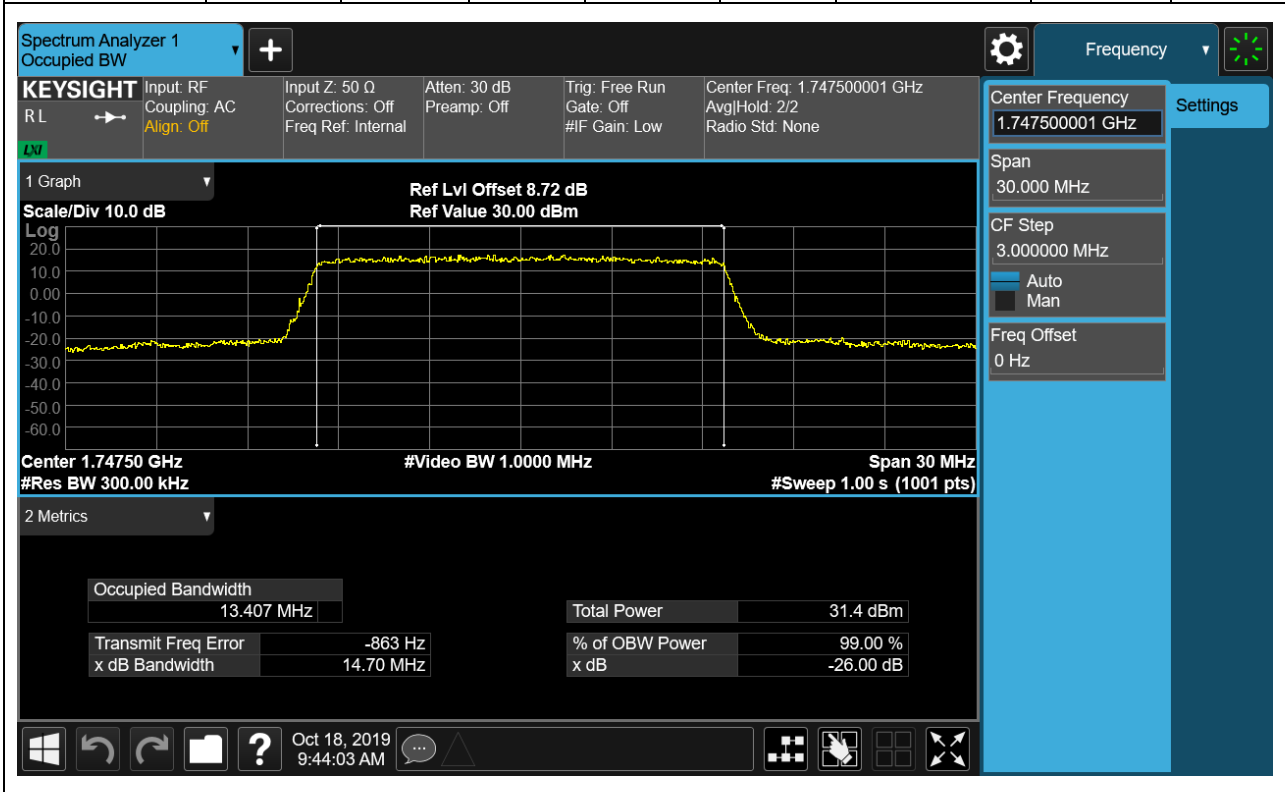 Spectrum Analyzer 1
Occupied BW
Frequency
KEYSIGHT
R L
LXI
Input: RF
Coupling: AC
Align: Off
Input Z: 50 Ω
Corrections: Off
Freq Ref: Internal
Atten: 30 dB
Preamp: Off
Trig: Free Run
Gate: Off
#IF Gain: Low
Center Freq: 1.747500001 GHz
Avg|Hold: 2/2
Radio Std: None
Center Frequency
1.747500001 GHz
Settings
Span
30.000 MHz
CF Step
3.000000 MHz
Auto
Man
Freq Offset
0 Hz
1 Graph
Scale/Div 10.0 dB
Ref Lvl Offset 8.72 dB
Ref Value 30.00 dBm
Log
20.0
10.0
0.00
-10.0
-20.0
-30.0
-40.0
-50.0
-60.0
Center 1.74750 GHz
#Video BW 1.0000 MHz
Span 30 MHz
#Res BW 300.00 kHz
#Sweep 1.00 s (1001 pts)
2 Metrics
Occupied Bandwidth
13.407 MHz
Total Power 31.4 dBm
Transmit Freq Error -863 Hz
% of OBW Power 99.00 %
x dB Bandwidth 14.70 MHz
x dB -26.00 dB
?
Oct 18, 2019
9:44:03 AM